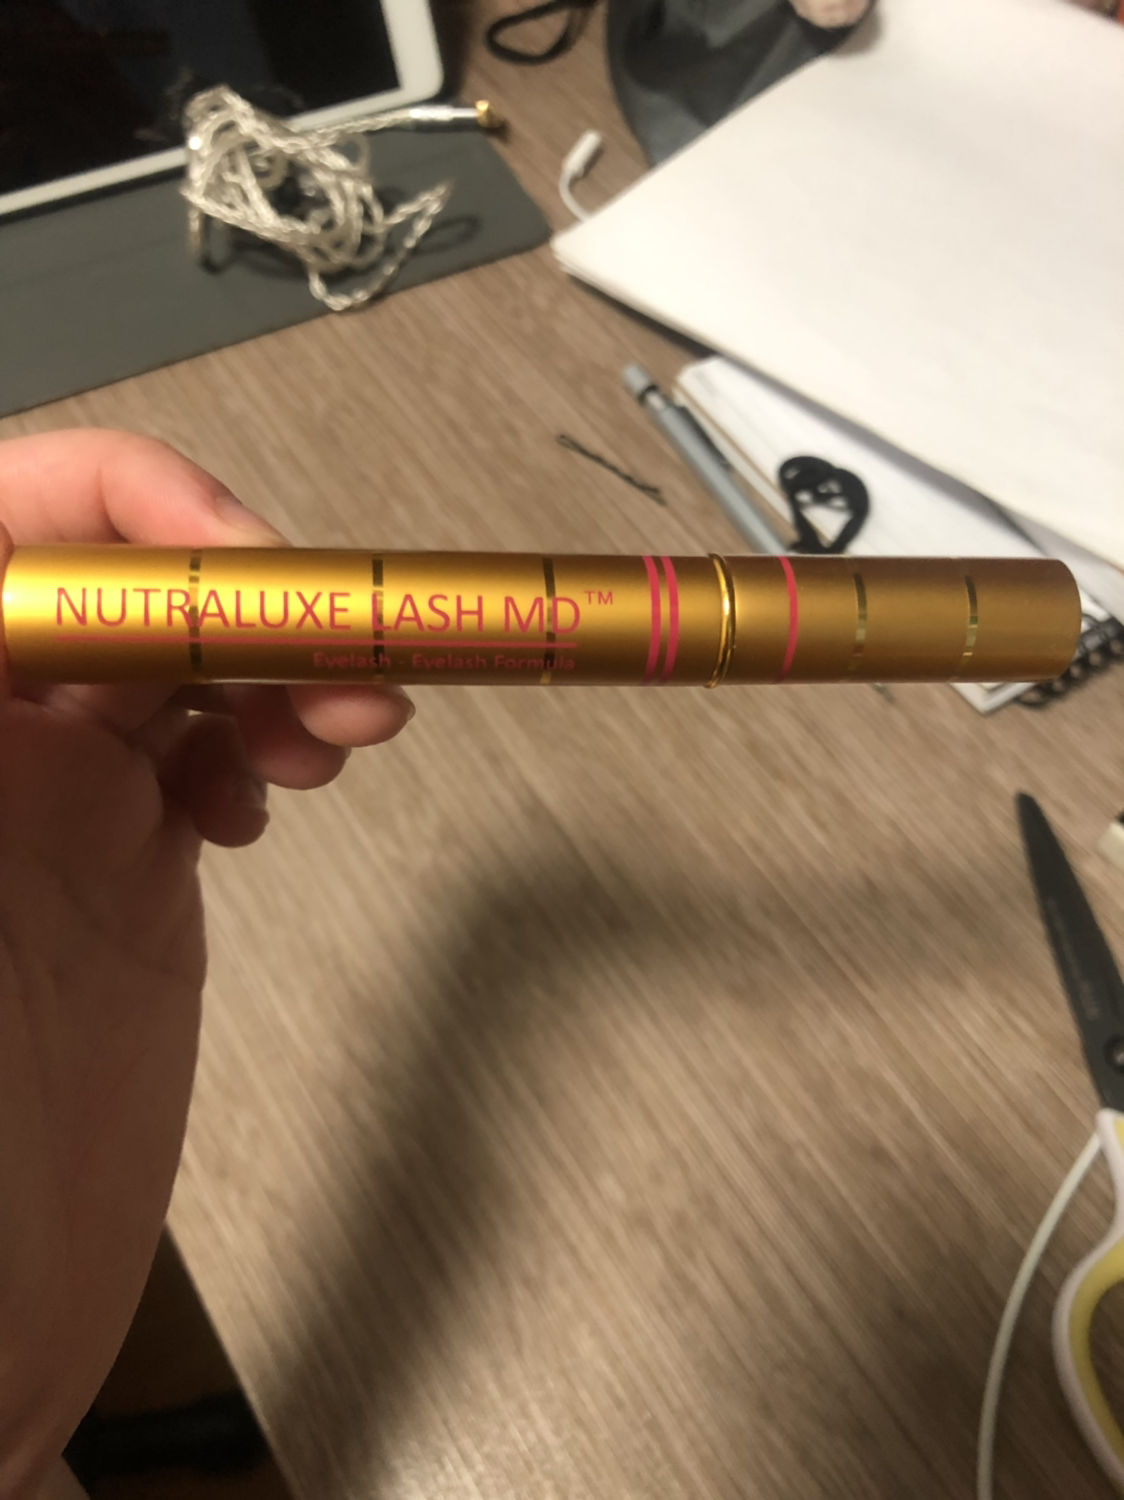 NUTRALUXE LASH MD™
Eyelash - Eyelash Formula